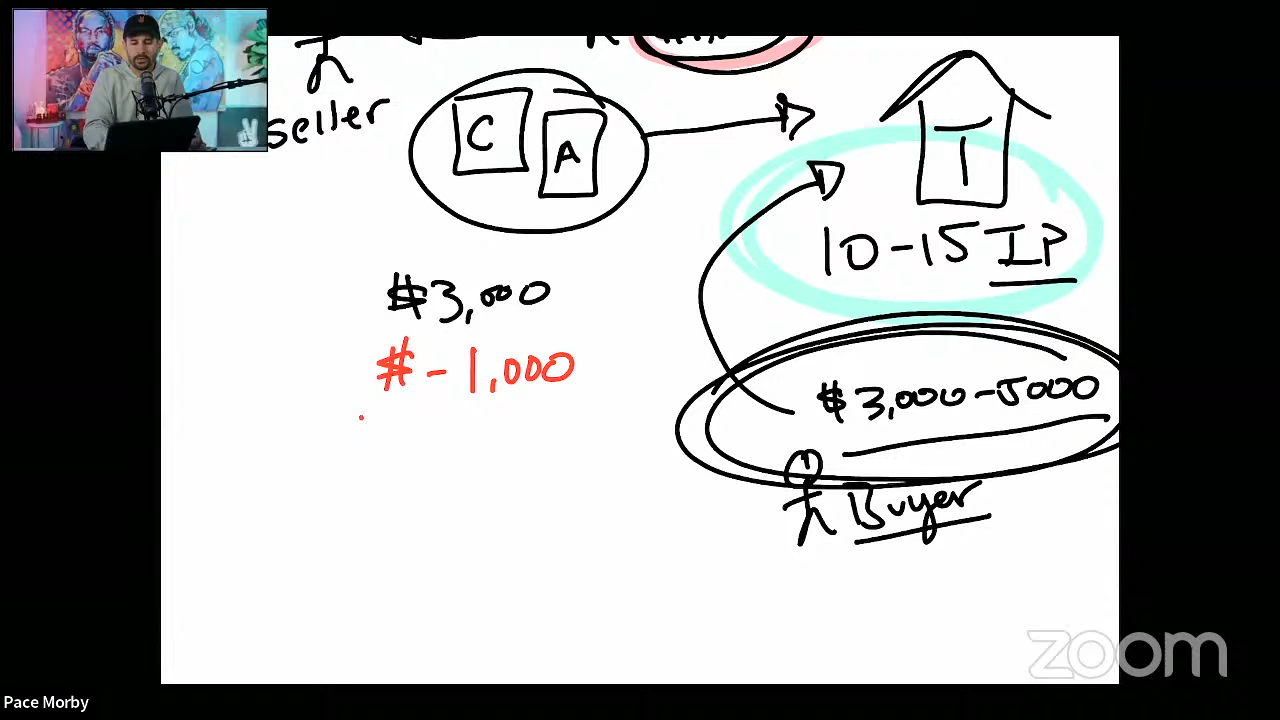 seller
C
A
T
10-15 IP
$3,000
$ - 1,000
$3,000-5000
Buyer
zoom
Pace Morby